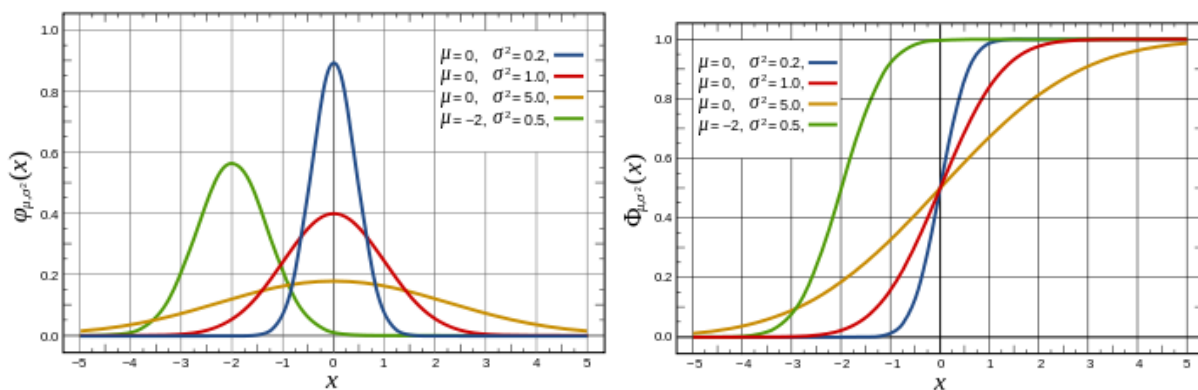 1.0
0.8
0.6
0.4
0.2
0.0
φμ,σ²(x)
μ=0, σ²=0.2,
μ=0, σ²=1.0,
μ=0, σ²=5.0,
μ=−2, σ²=0.5,
−5 −4 −3 −2 −1 0 1 2 3 4 5
x
1.0
0.8
0.6
0.4
0.2
0.0
Φμ,σ²(x)
μ=0, σ²=0.2,
μ=0, σ²=1.0,
μ=0, σ²=5.0,
μ=−2, σ²=0.5,
−5 −4 −3 −2 −1 0 1 2 3 4 5
x